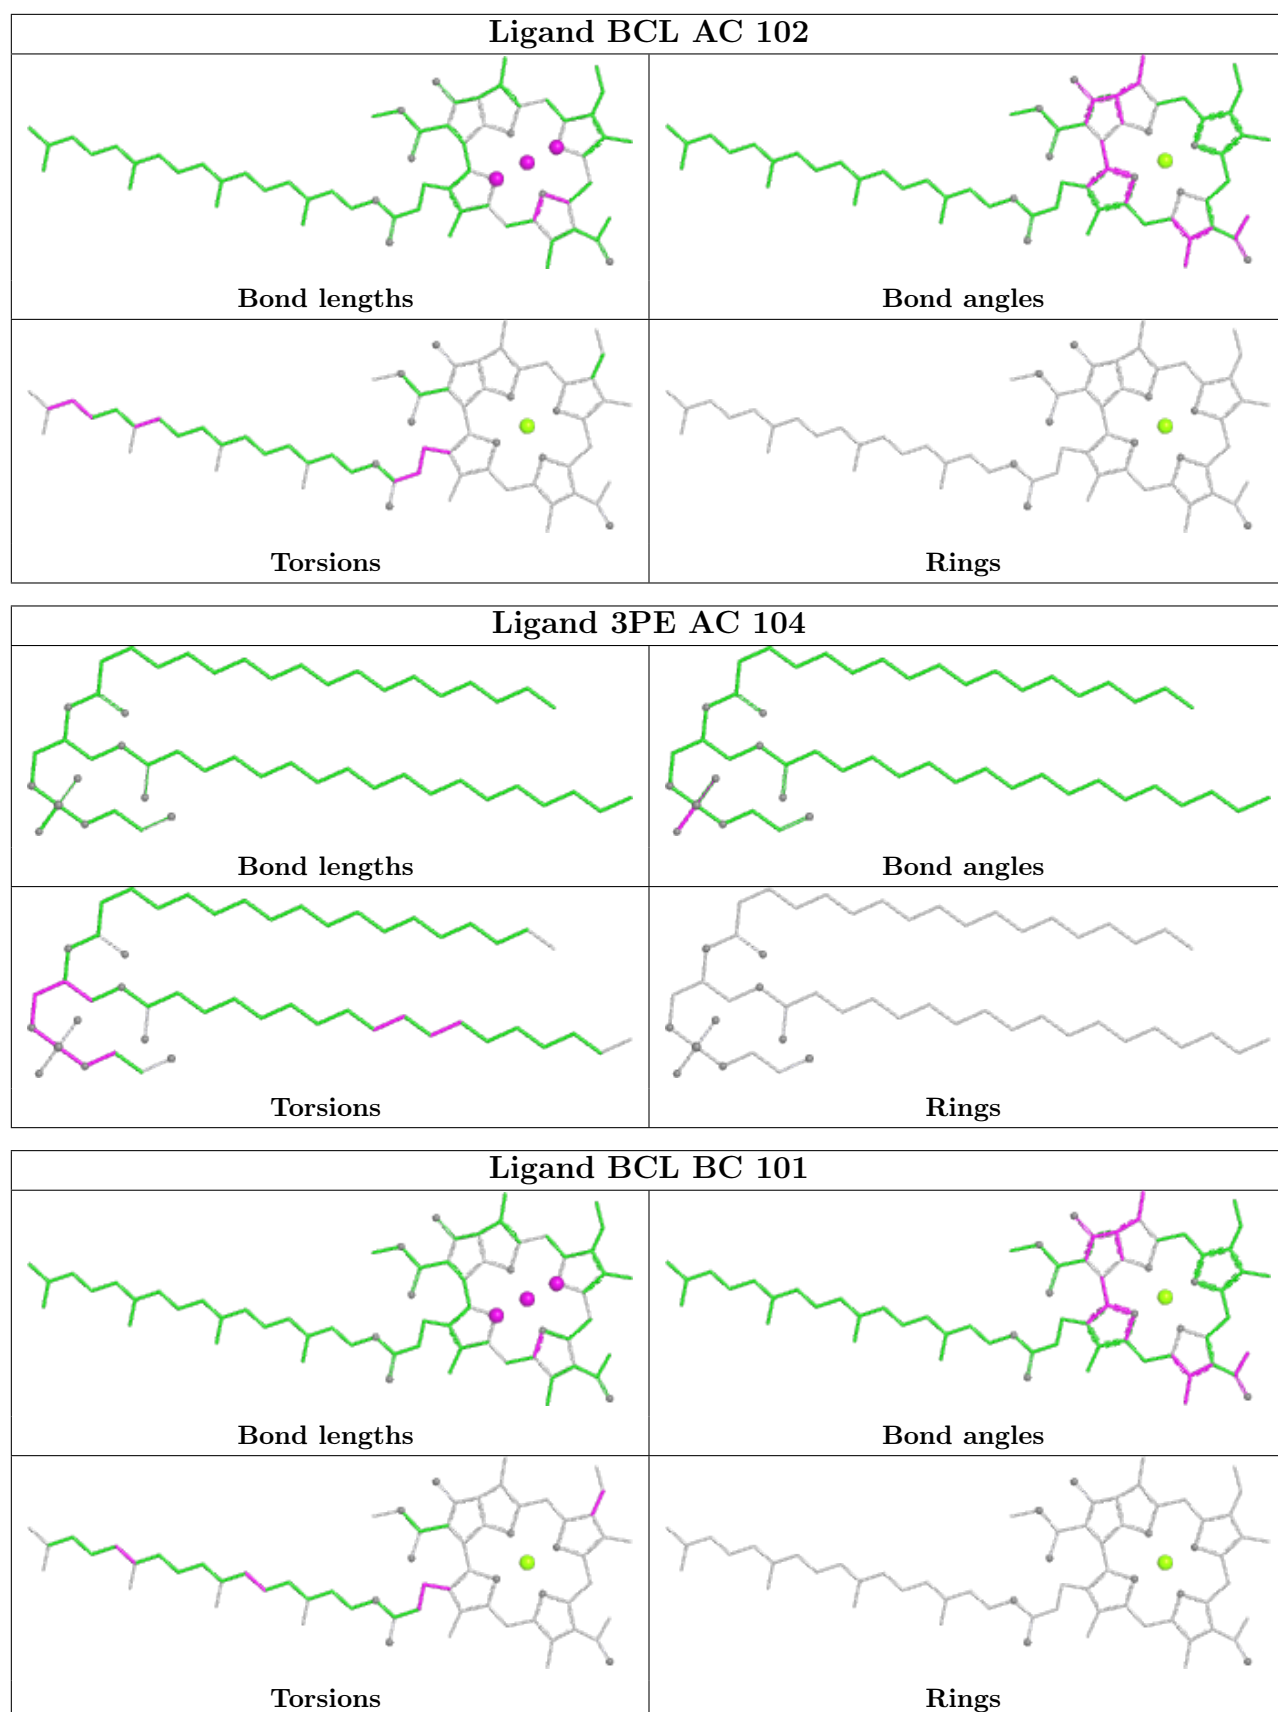 Ligand BCL AC 102
Bond lengths
Bond angles
Torsions
Rings
Ligand 3PE AC 104
Bond lengths
Bond angles
Torsions
Rings
Ligand BCL BC 101
Bond lengths
Bond angles
Torsions
Rings